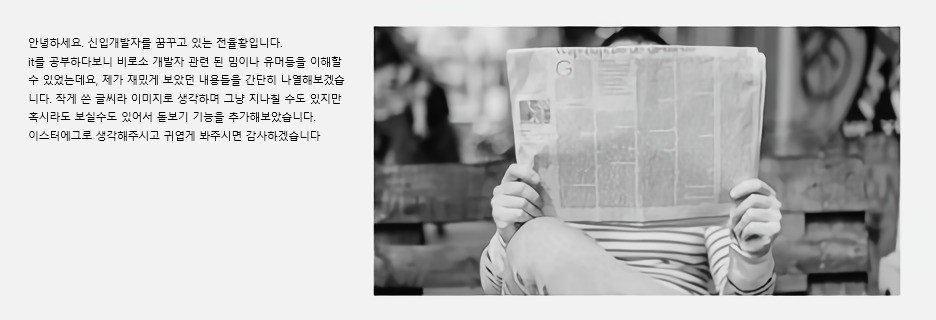 안녕하세요. 신입개발자를 꿈꾸고 있는 전율황입니다.
it를 공부하다보니 비로소 개발자 관련 된 밈이나 유머등을 이해할
수 있었는데요, 제가 재밌게 보았던 내용들을 간단히 나열해보겠습
니다. 작게 쓴 글씨라 이미지로 생각하며 그냥 지나칠 수도 있지만
혹시라도 보실수도 있어서 돋보기 기능을 추가해보았습니다.
이스터에그로 생각해주시고 귀엽게 봐주시면 감사하겠습니다
G